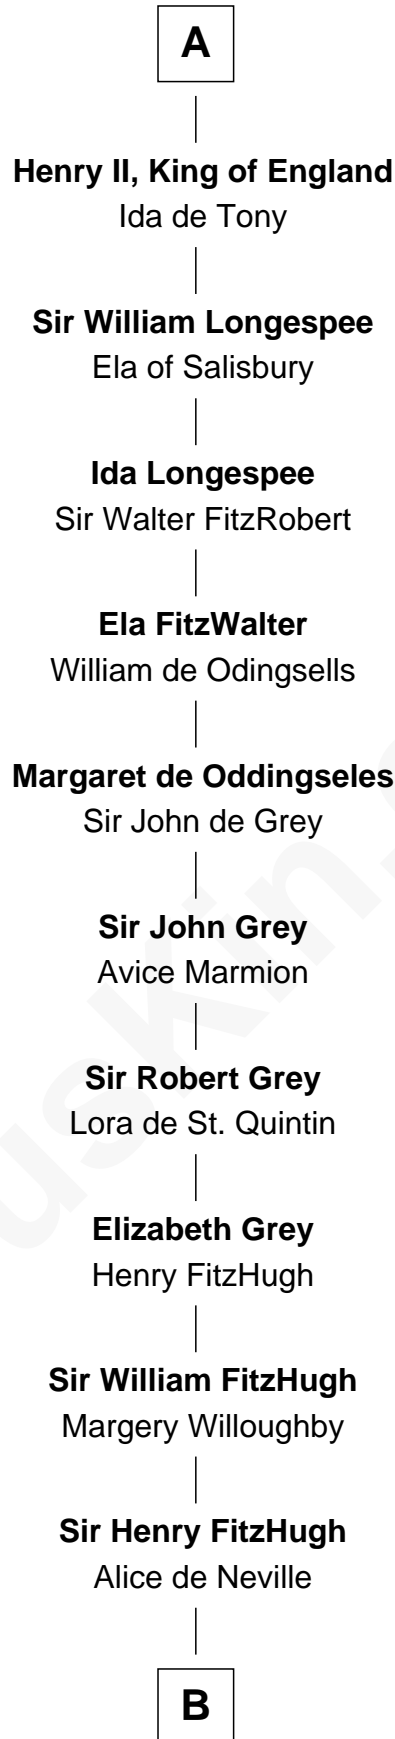 A
Henry II, King of England
Ida de Tony
Sir William Longespee
Ela of Salisbury
Ida Longespee
Sir Walter FitzRobert
Ela FitzWalter
William de Odingsells
Margaret de Oddingseles
Sir John de Grey
Sir John Grey
Avice Marmion
Sir Robert Grey
Lora de St. Quintin
Elizabeth Grey
Henry FitzHugh
Sir William FitzHugh
Margery Willoughby
Sir Henry FitzHugh
Alice de Neville
B